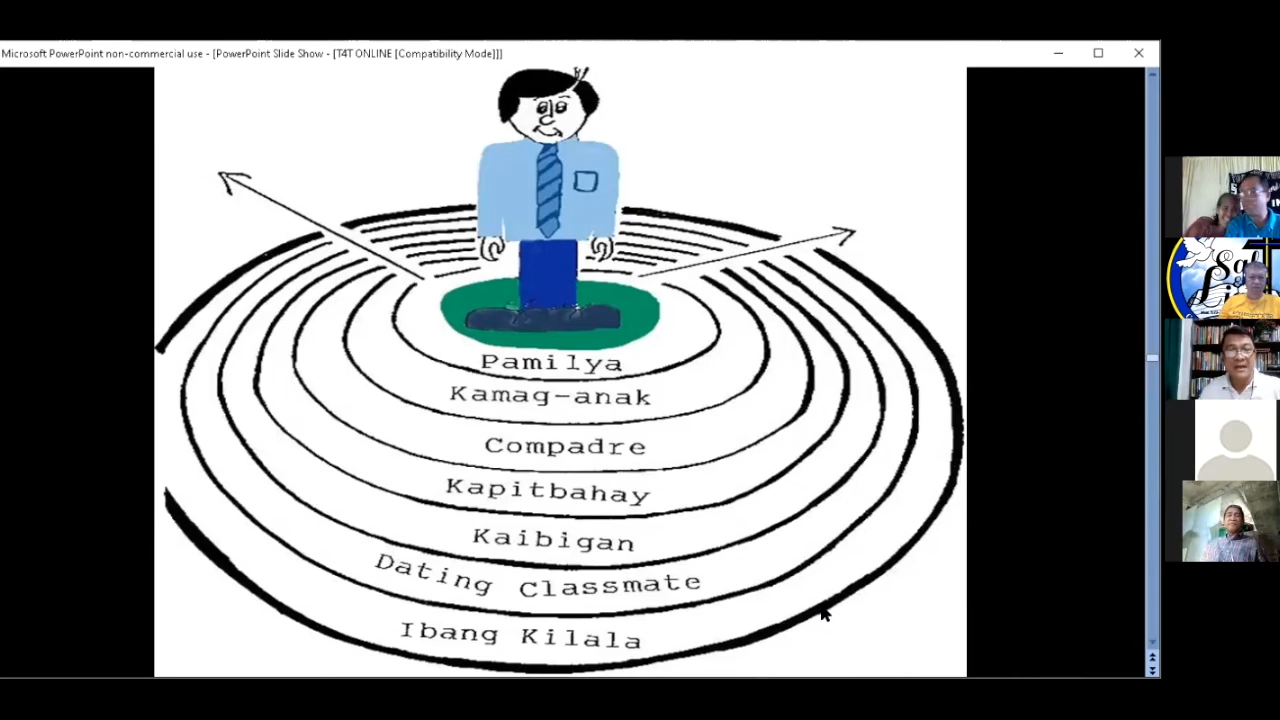 Microsoft PowerPoint non-commercial use - [PowerPoint Slide Show - [T4T ONLINE [Compatibility Mode]]]
Pamilya
Kamag-anak
Compadre
Kapitbahay
Kaibigan
Dating Classmate
Ibang Kilala